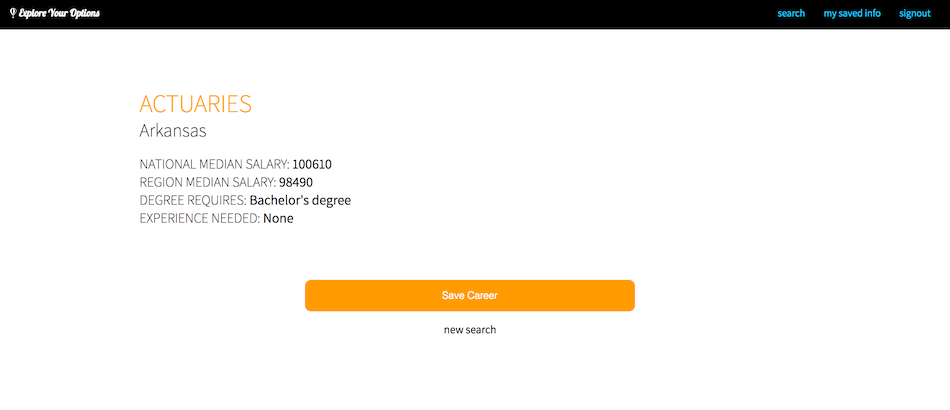 Explore Your Options
search
my saved info
signout
ACTUARIES
Arkansas
NATIONAL MEDIAN SALARY: 100610
REGION MEDIAN SALARY: 98490
DEGREE REQUIRES: Bachelor's degree
EXPERIENCE NEEDED: None
Save Career
new search